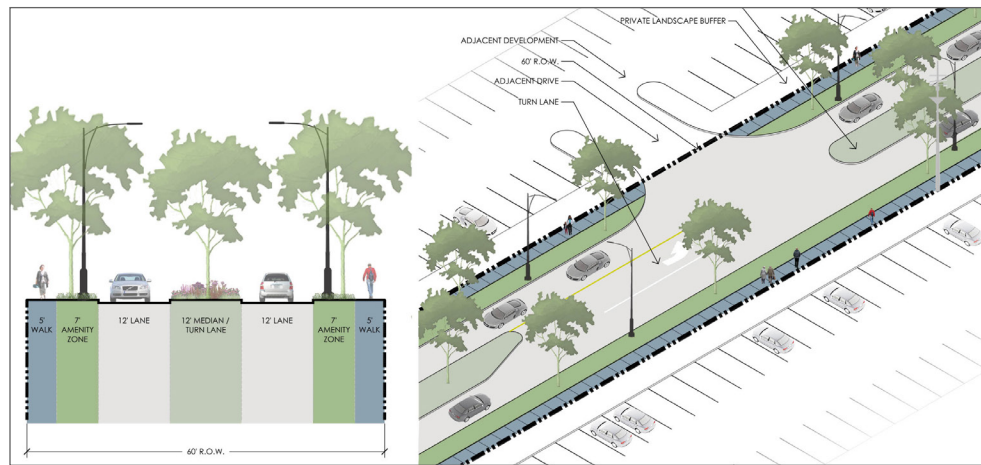 PRIVATE LANDSCAPE BUFFER
ADJACENT DEVELOPMENT
60' R.O.W.
ADJACENT DRIVE
TURN LANE
5'
WALK
7'
AMENITY
ZONE
12' LANE
12' MEDIAN /
TURN LANE
12' LANE
7'
AMENITY
ZONE
5'
WALK
60' R.O.W.